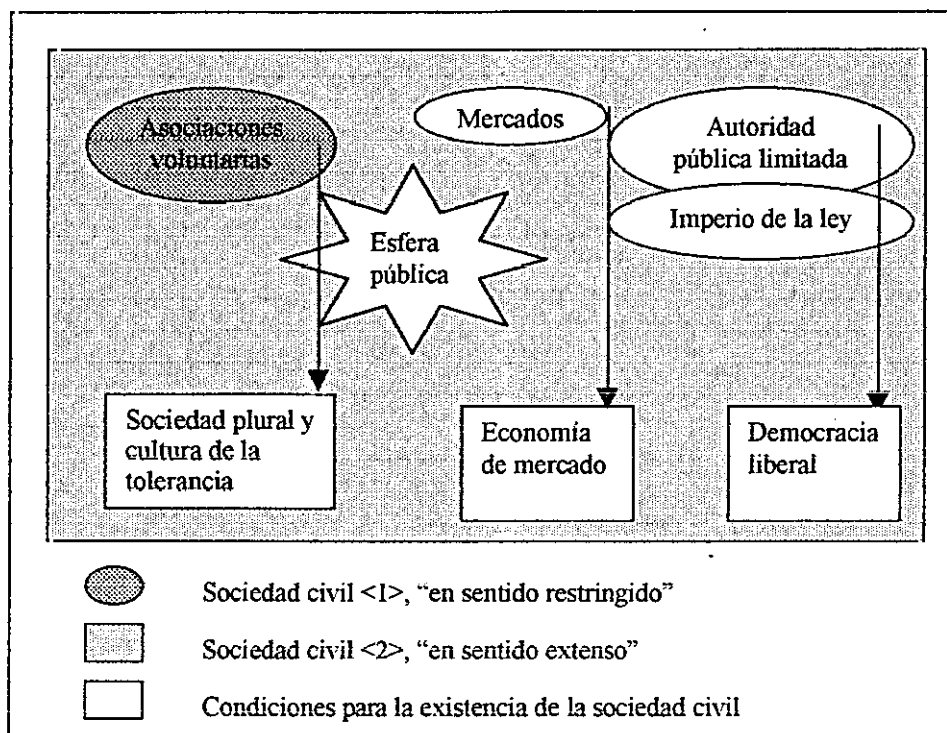 Asociaciones
voluntarias
Mercados
Autoridad
pública limitada
Imperio de la ley
Esfera
pública
Sociedad plural y
cultura de la
tolerancia
Economía
de mercado
Democracia
liberal
Sociedad civil <1>, “en sentido restringido”
Sociedad civil <2>, “en sentido extenso”
Condiciones para la existencia de la sociedad civil